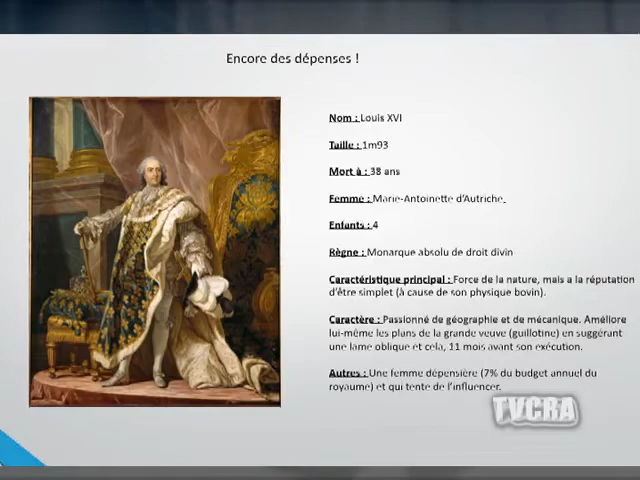 Encore des dépenses !
Nom : Louis XVI
Taille : 1m93
Mort à : 38 ans
Femme : Marie-Antoinette d'Autriche
Enfants : 4
Règne : Monarque absolu de droit divin
Caractéristique principal : Force de la nature, mais a la réputation
d'être simplet (à cause de son physique bovin).
Caractère : Passionné de géographie et de mécanique. Améliore
lui-même les plans de la grande veuve (guillotine) en suggérant
une lame oblique et cela, 11 mois avant son exécution.
Autres : Une femme dépensière (7% du budget annuel du
royaume) et qui tente de l'influencer.
TVCRA